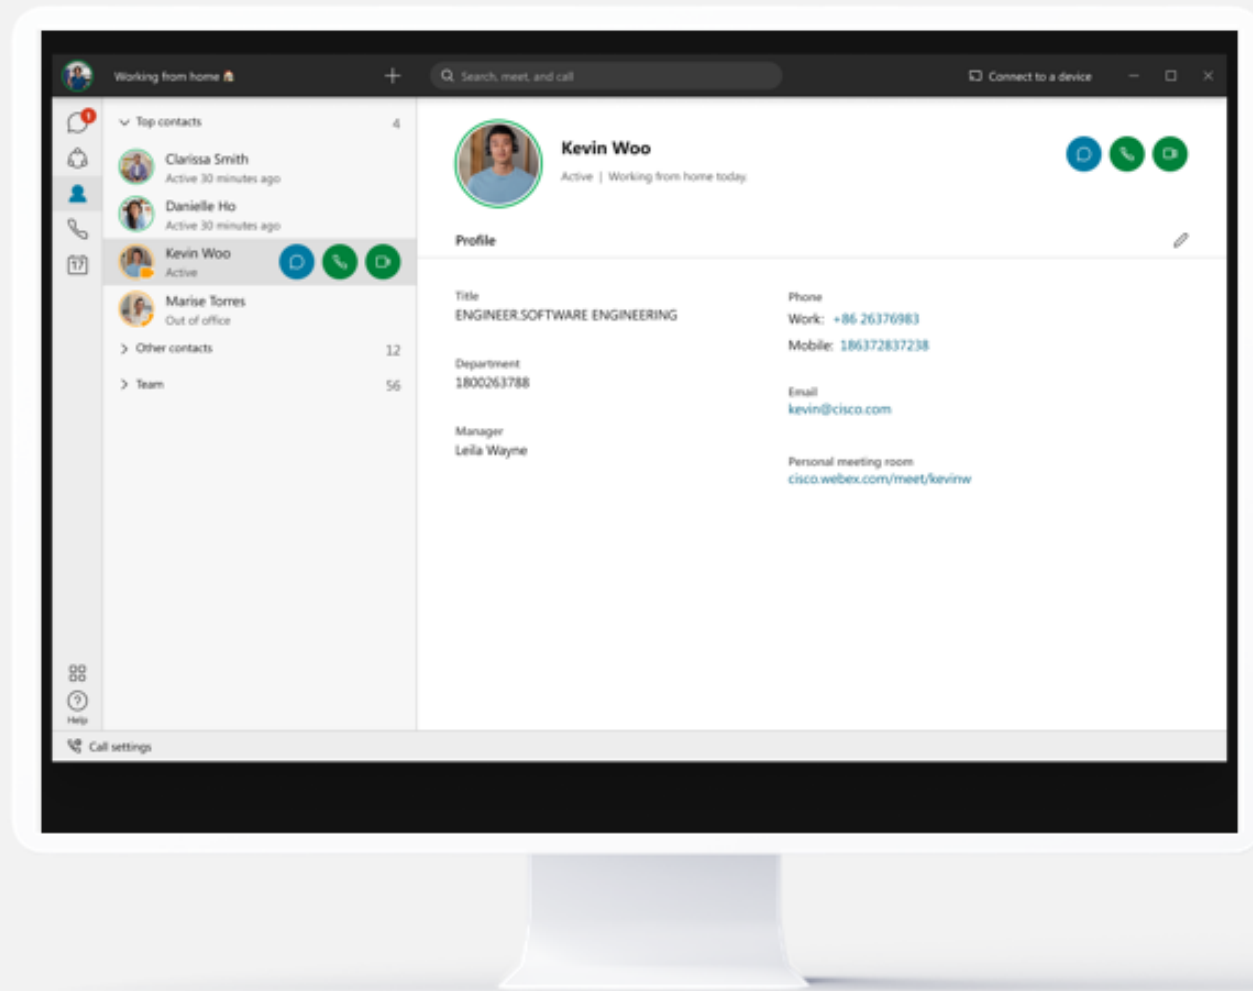 Working from home
Search, meet, and call
Connect to a device
1
17
Help
Top contacts 4
Clarissa Smith
Active 30 minutes ago
Danielle Ho
Active 30 minutes ago
Kevin Woo
Active
Marise Torres
Out of office
Other contacts 12
Team 56
Kevin Woo
Active | Working from home today.
Profile
Title
ENGINEER.SOFTWARE ENGINEERING
Department
1800263788
Manager
Leila Wayne
Phone
Work: +86 26376983
Mobile: 186372837238
Email
kevin@cisco.com
Personal meeting room
cisco.webex.com/meet/kevinw
Call settings